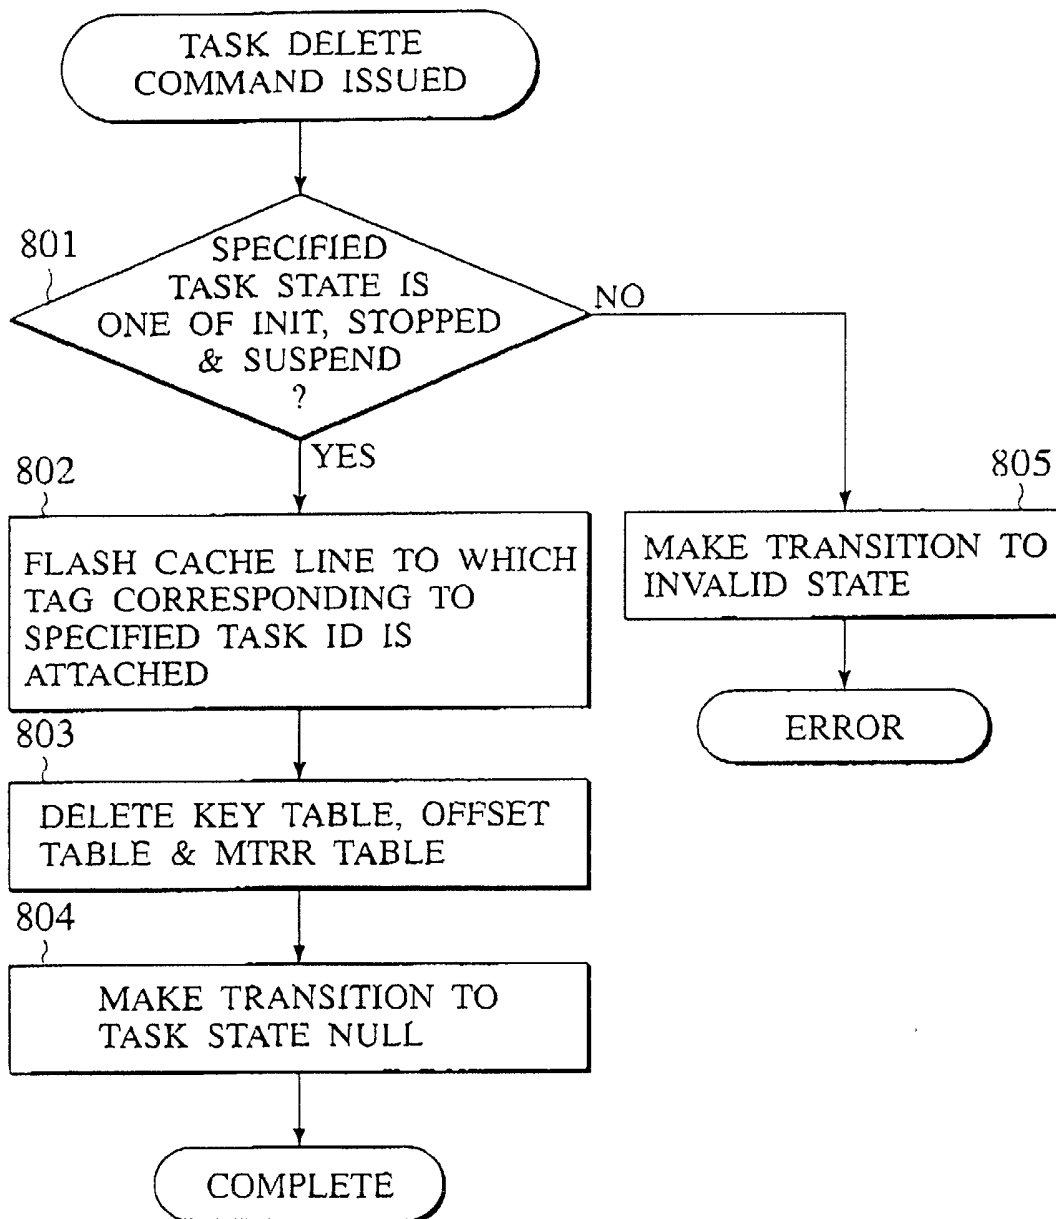 TASK DELETE
COMMAND ISSUED
801
SPECIFIED
TASK STATE IS
ONE OF INIT, STOPPED
& SUSPEND
?
NO
YES
802
FLASH CACHE LINE TO WHICH
TAG CORRESPONDING TO
SPECIFIED TASK ID IS
ATTACHED
805
MAKE TRANSITION TO
INVALID STATE
ERROR
803
DELETE KEY TABLE, OFFSET
TABLE & MTRR TABLE
804
MAKE TRANSITION TO
TASK STATE NULL
COMPLETE